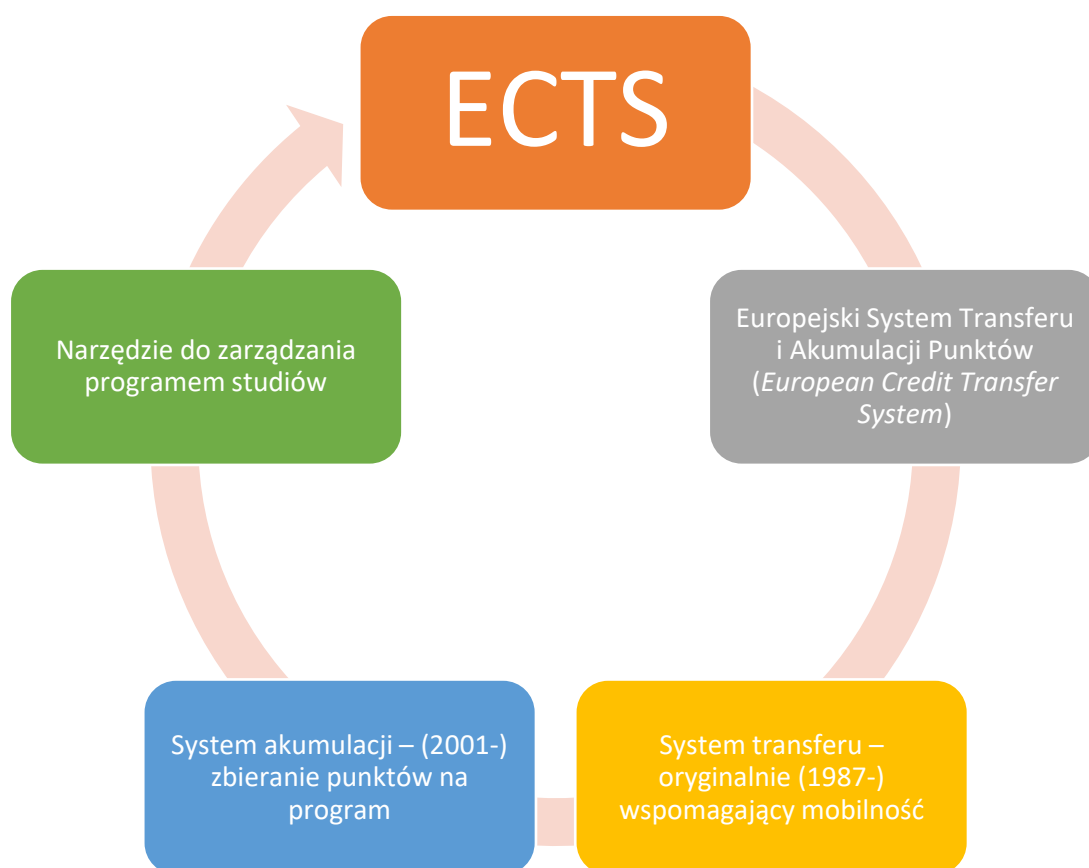 ECTS
Europejski System Transferu
i Akumulacji Punktów
(European Credit Transfer
System)
System transferu –
oryginalnie (1987-)
wspomagający mobilność
System akumulacji – (2001-)
zbieranie punktów na
program
Narzędzie do zarządzania
programem studiów